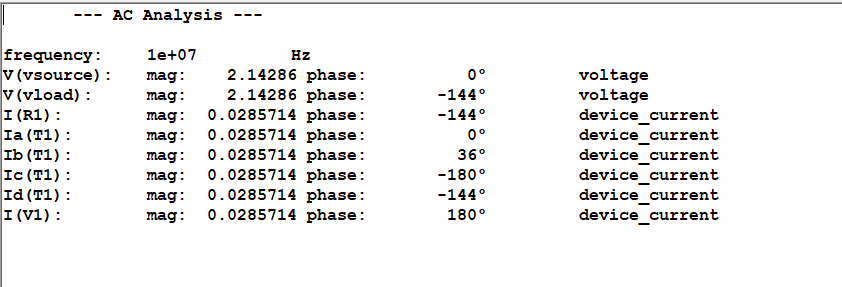 --- AC Analysis ---
frequency: 1e+07 Hz
V(vsource): mag: 2.14286 phase: 0° voltage
V(vload): mag: 2.14286 phase: -144° voltage
I(R1): mag: 0.0285714 phase: -144° device_current
Ia(T1): mag: 0.0285714 phase: 0° device_current
Ib(T1): mag: 0.0285714 phase: 36° device_current
Ic(T1): mag: 0.0285714 phase: -180° device_current
Id(T1): mag: 0.0285714 phase: -144° device_current
I(V1): mag: 0.0285714 phase: 180° device_current